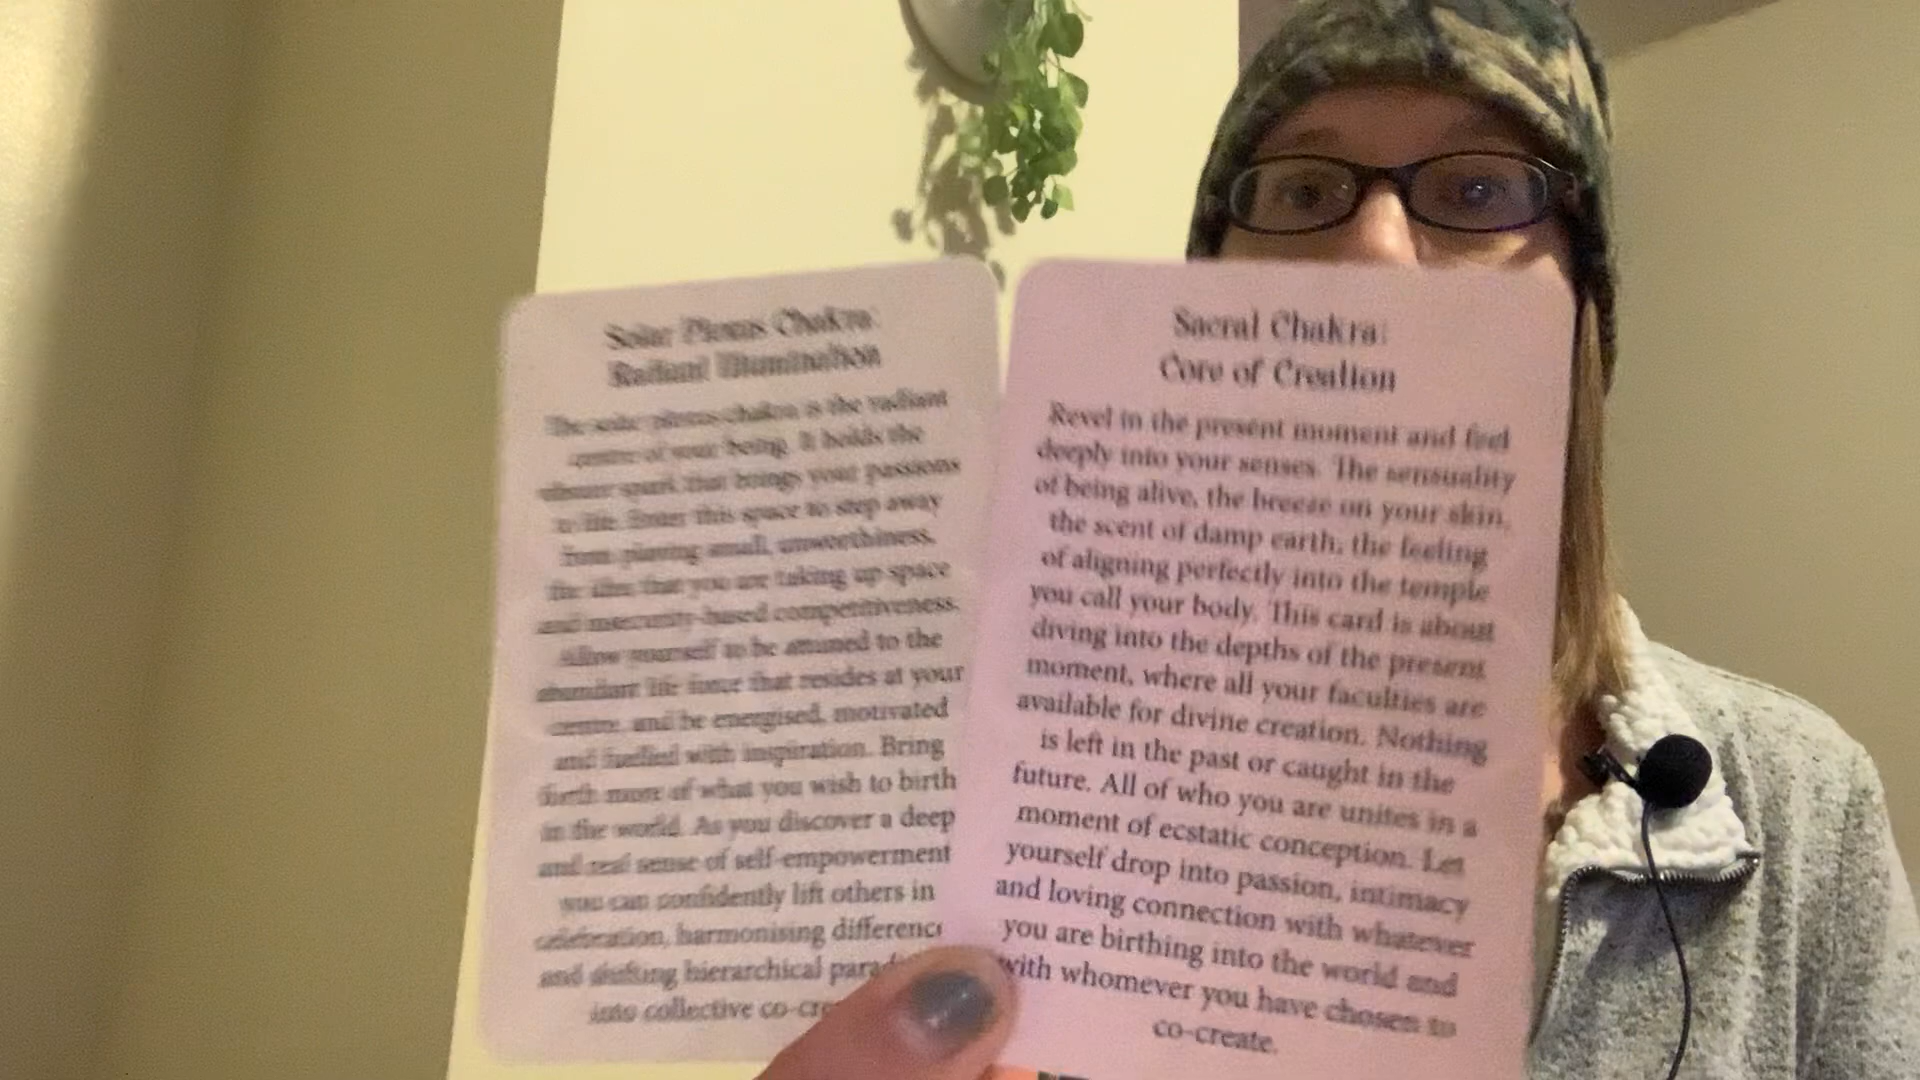 Solar Plexus Chakra:
Radiant Illumination
The solar plexus chakra is the radiant
centre of your being. It holds the
spark that brings your passions
to life. Enter this space to step away
from playing small, unworthiness,
the idea that you are taking up space
and insecurity-based competitiveness.
Allow yourself to be attuned to the
abundant life force that resides at your
centre, and be energised, motivated
and fuelled with inspiration. Bring
forth more of what you wish to birth
in the world. As you discover a deep
and real sense of self-empowerment
you can confidently lift others in
celebration, harmonising differenc
and shifting hierarchical para
into collective co-cre
Sacral Chakra:
Core of Creation
Revel in the present moment and feel
deeply into your senses. The sensuality
of being alive, the breeze on your skin,
the scent of damp earth, the feeling
of aligning perfectly into the temple
you call your body. This card is about
diving into the depths of the present
moment, where all your faculties are
available for divine creation. Nothing
is left in the past or caught in the
future. All of who you are unites in a
moment of ecstatic conception. Let
yourself drop into passion, intimacy
and loving connection with whatever
you are birthing into the world and
with whomever you have chosen to
co-create.